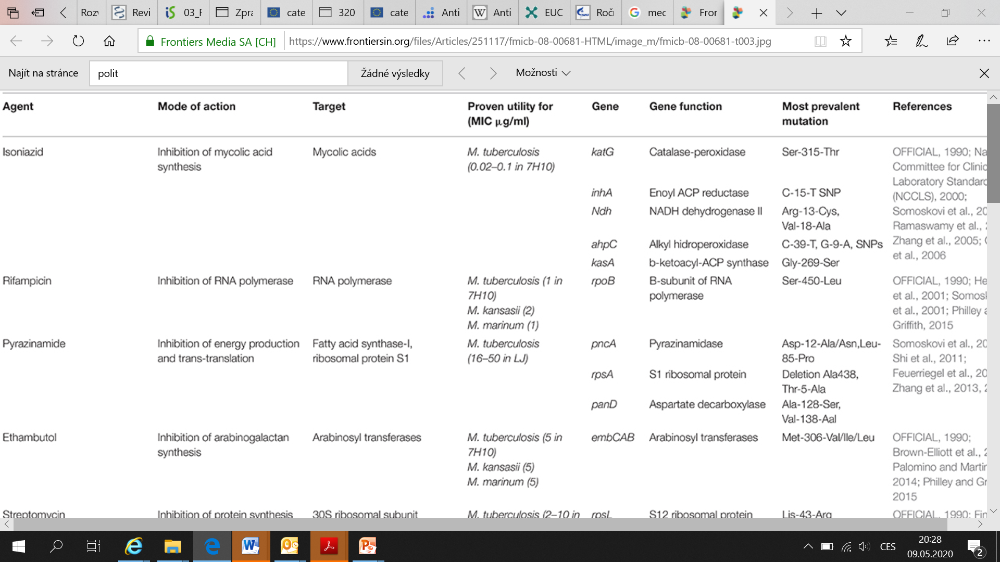 Rozv
Revi
03_F
Zpra
cate
320
cate
Anti
Anti
EUC
Ročn
mec
Fror
Frontiers Media SA [CH]
https://www.frontiersin.org/files/Articles/251117/fmicb-08-00681-HTML/image_m/fmicb-08-00681-t003.jpg
Najít na stránce
polit
Žádné výsledky
Možnosti
Agent Mode of action Target Proven utility for Gene Gene function Most prevalent References
(MIC μg/ml) mutation
Isoniazid Inhibition of mycolic acid Mycolic acids M. tuberculosis katG Catalase-peroxidase Ser-315-Thr OFFICIAL, 1990; Na
synthesis (0.02–0.1 in 7H10) Committee for Clinic
Laboratory Standard
inhA Enoyl ACP reductase C-15-T SNP (NCCLS), 2000;
Ndh NADH dehydrogenase II Arg-13-Cys, Somoskovi et al., 20
Val-18-Ala Ramaswamy et al.,
ahpC Alkyl hidroperoxidase C-39-T, G-9-A, SNPs Zhang et al., 2005;
et al., 2006
kasA b-ketoacyl-ACP synthase Gly-269-Ser
Rifampicin Inhibition of RNA polymerase RNA polymerase M. tuberculosis (1 in rpoB B-subunit of RNA Ser-450-Leu OFFICIAL, 1990; He
7H10) polymerase et al., 2001; Somosk
M. kansasii (2) et al., 2001; Philley a
M. marinum (1) Griffith, 2015
Pyrazinamide Inhibition of energy production Fatty acid synthase-I, M. tuberculosis pncA Pyrazinamidase Asp-12-Ala/Asn,Leu- Somoskovi et al., 20
and trans-translation ribosomal protein S1 (16–50 in LJ) 85-Pro Shi et al., 2011;
rpsA S1 ribosomal protein Deletion Ala438, Feuerriegel et al., 20
Thr-5-Ala Zhang et al., 2013, 2
panD Aspartate decarboxylase Ala-128-Ser,
Val-138-Aal
Ethambutol Inhibition of arabinogalactan Arabinosyl transferases M. tuberculosis (5 in embCAB Arabinosyl transferases Met-306-Val/Ile/Leu OFFICIAL, 1990;
synthesis 7H10) Brown-Elliott et al., 2
M. kansasii (5) Palomino and Martin
M. marinum (5) 2014; Philley and Gr
2015
Streptomycin Inhibition of protein synthesis 30S ribosomal subunit M. tuberculosis (2–10 in rpsL S12 ribosomal protein Lis-43-Arg OFFICIAL, 1990; Fin
CES
20:28
09.05.2020
2